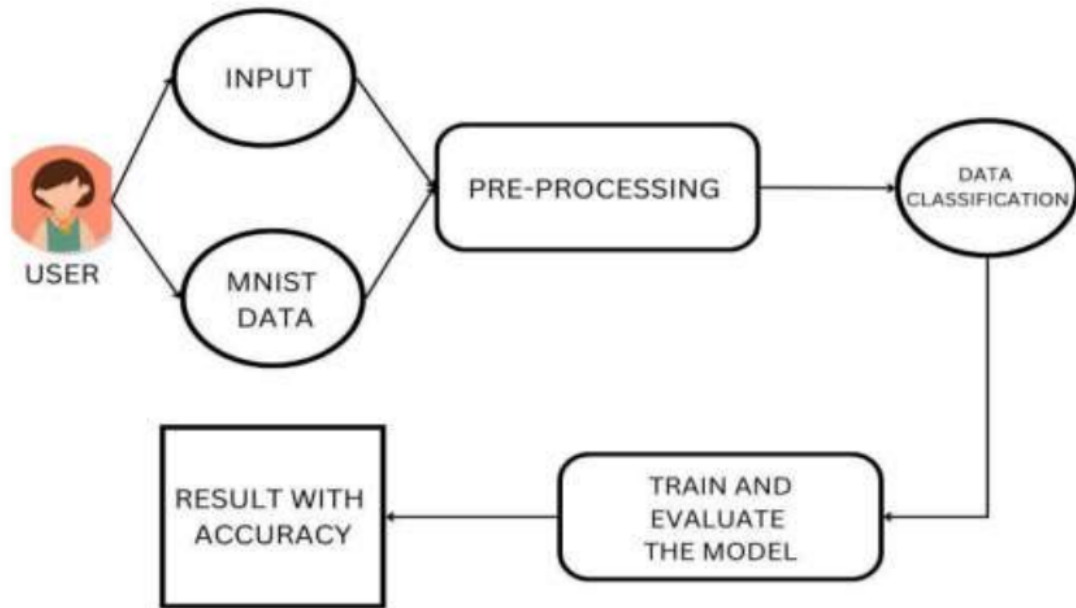 INPUT
USER
MNIST
DATA
PRE-PROCESSING
DATA
CLASSIFICATION
TRAIN AND
EVALUATE
THE MODEL
RESULT WITH
ACCURACY